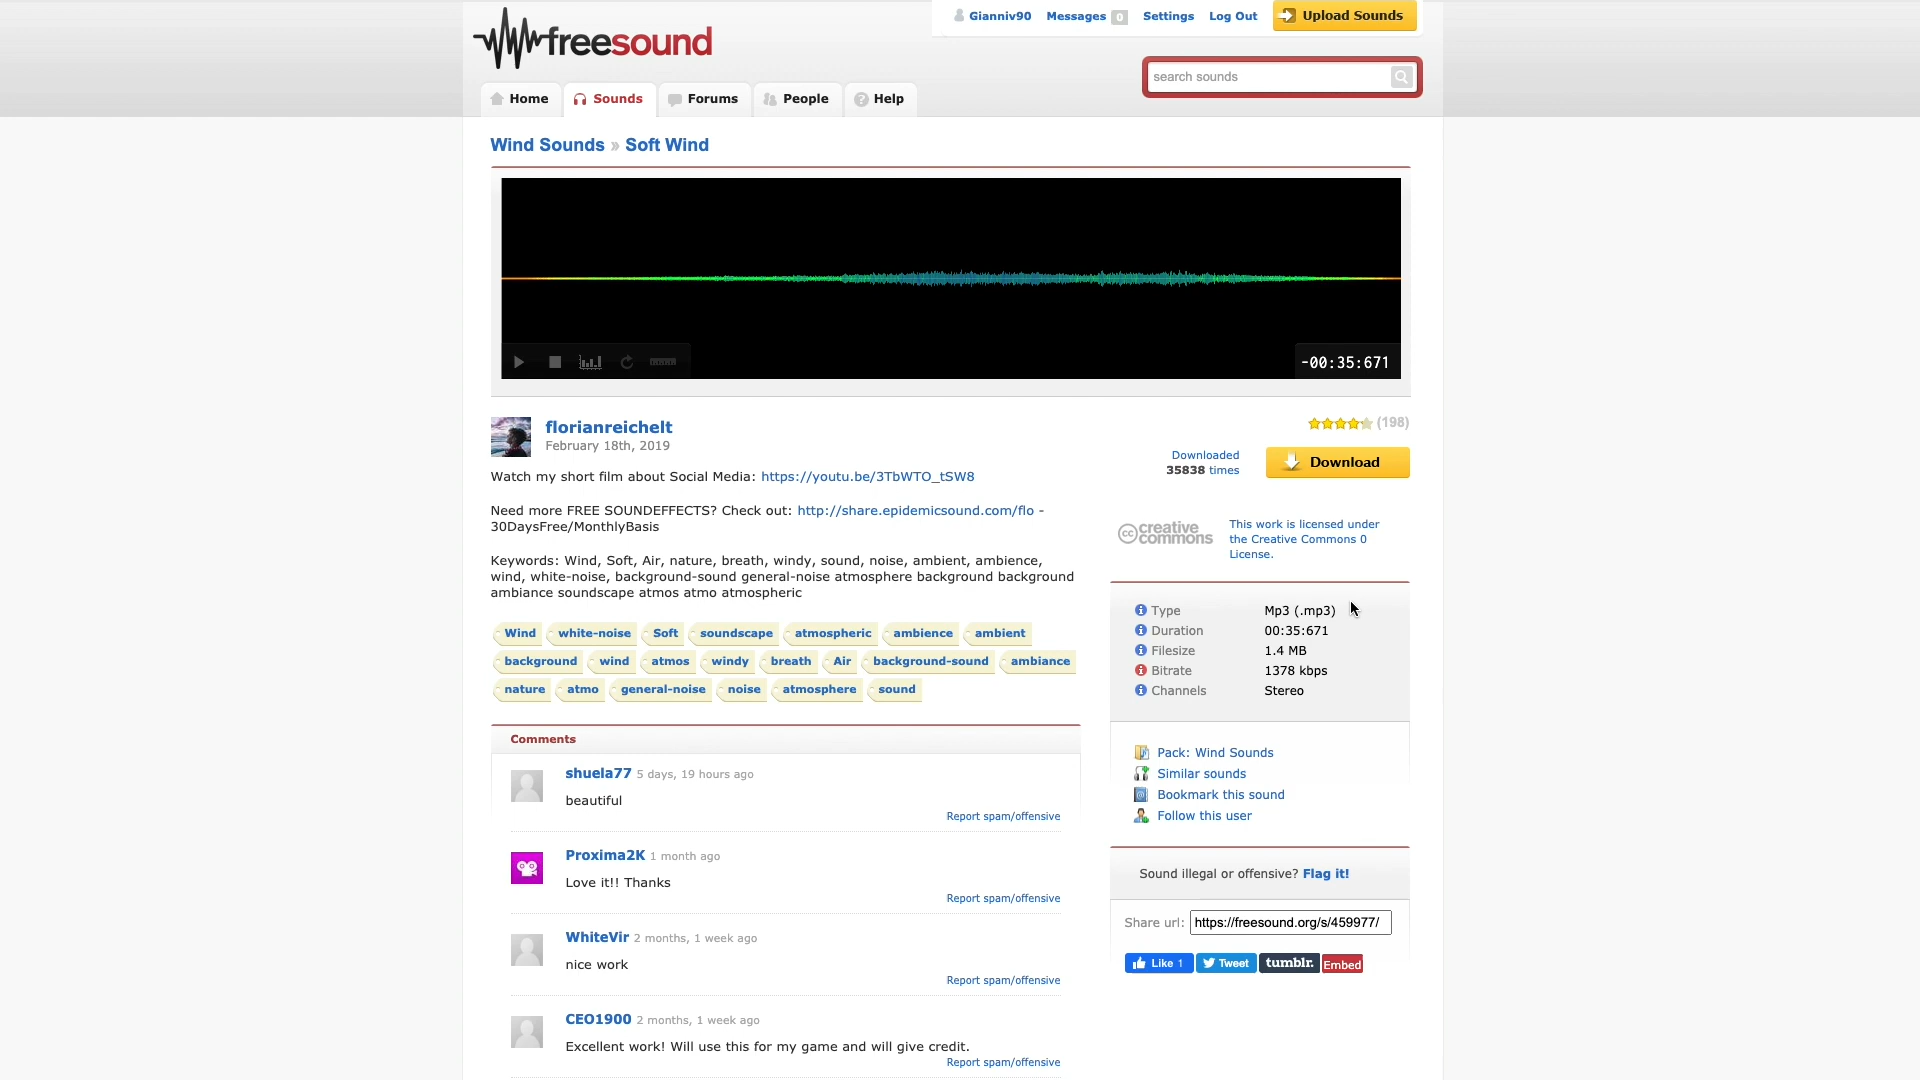 Gianniv90 Messages 0 Settings Log Out Upload Sounds
freesound
search sounds
Home Sounds Forums People Help
Wind Sounds » Soft Wind
-00:35:671
florianreichelt
February 18th, 2019
(198)
Downloaded
35838 times
Download
Watch my short film about Social Media: https://youtu.be/3TbWTO_tSW8
Need more FREE SOUNDEFFECTS? Check out: http://share.epidemicsound.com/flo -
30DaysFree/MonthlyBasis
Keywords: Wind, Soft, Air, nature, breath, windy, sound, noise, ambient, ambience,
wind, white-noise, background-sound general-noise atmosphere background background
ambiance soundscape atmos atmo atmospheric
Wind white-noise Soft soundscape atmospheric ambience ambient
background wind atmos windy breath Air background-sound ambiance
nature atmo general-noise noise atmosphere sound
cc creative commons
This work is licensed under
the Creative Commons 0
License.
Type Mp3 (.mp3)
Duration 00:35:671
Filesize 1.4 MB
Bitrate 1378 kbps
Channels Stereo
Pack: Wind Sounds
Similar sounds
Bookmark this sound
Follow this user
Sound illegal or offensive? Flag it!
Share url: https://freesound.org/s/459977/
Like 1 Tweet tumblr. Embed
Comments
shuela77 5 days, 19 hours ago
beautiful
Report spam/offensive
Proxima2K 1 month ago
Love it!! Thanks
Report spam/offensive
WhiteVir 2 months, 1 week ago
nice work
Report spam/offensive
CEO1900 2 months, 1 week ago
Excellent work! Will use this for my game and will give credit.
Report spam/offensive